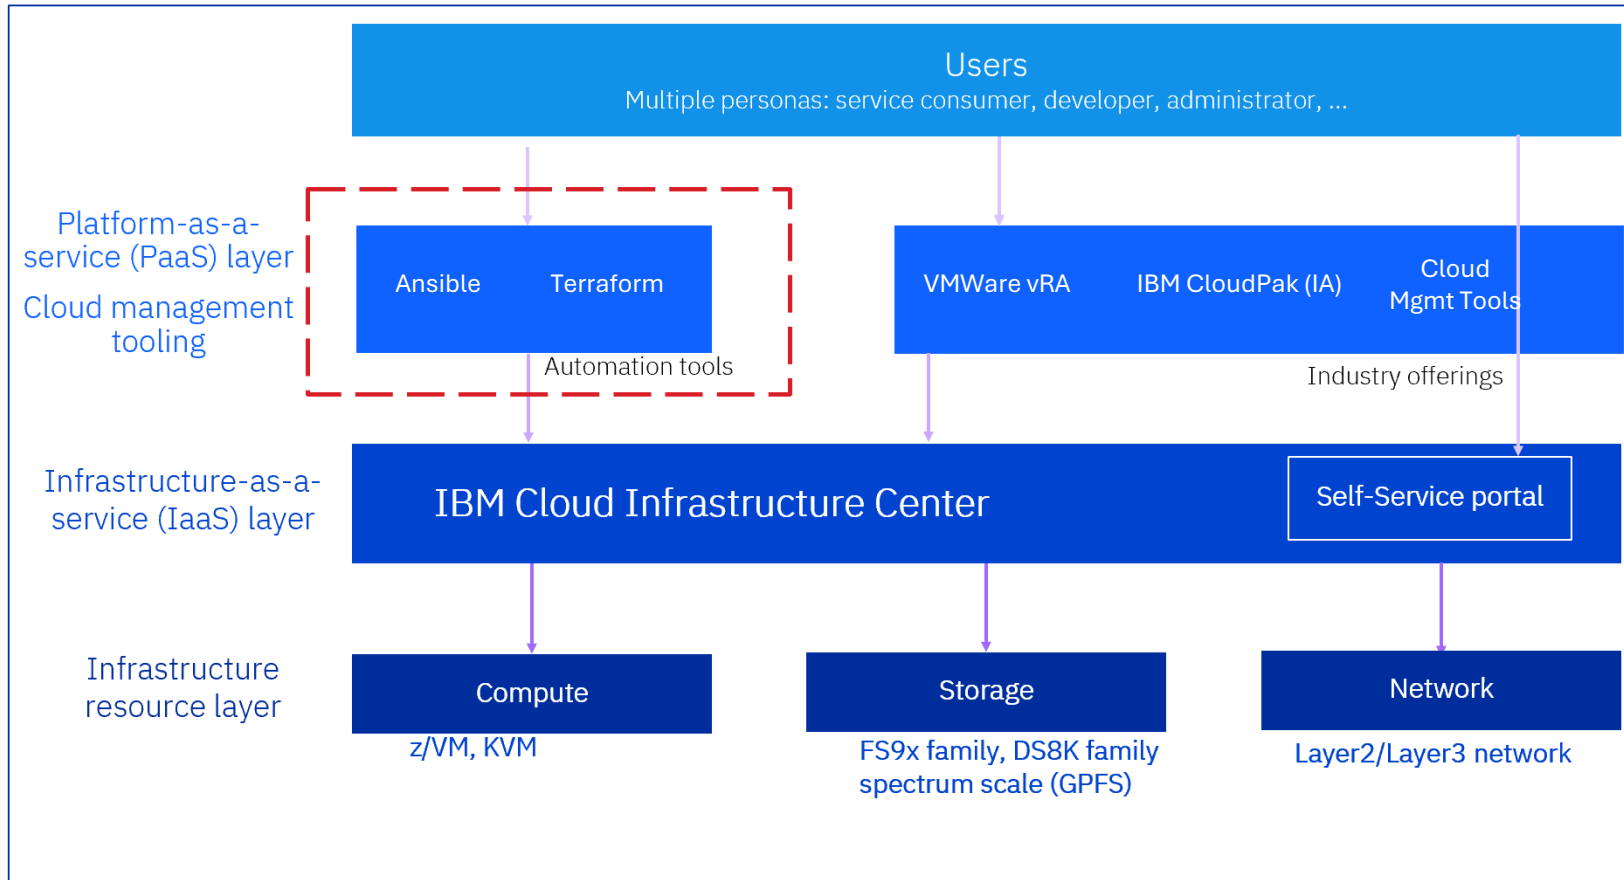 Users
Multiple personas: service consumer, developer, administrator, ...
Platform-as-a-
service (PaaS) layer
Cloud management
tooling
Ansible
Terraform
Automation tools
VMWare vRA
IBM CloudPak (IA)
Cloud
Mgmt Tools
Industry offerings
Infrastructure-as-a-
service (IaaS) layer
IBM Cloud Infrastructure Center
Self-Service portal
Infrastructure
resource layer
Compute
z/VM, KVM
Storage
FS9x family, DS8K family
spectrum scale (GPFS)
Network
Layer2/Layer3 network